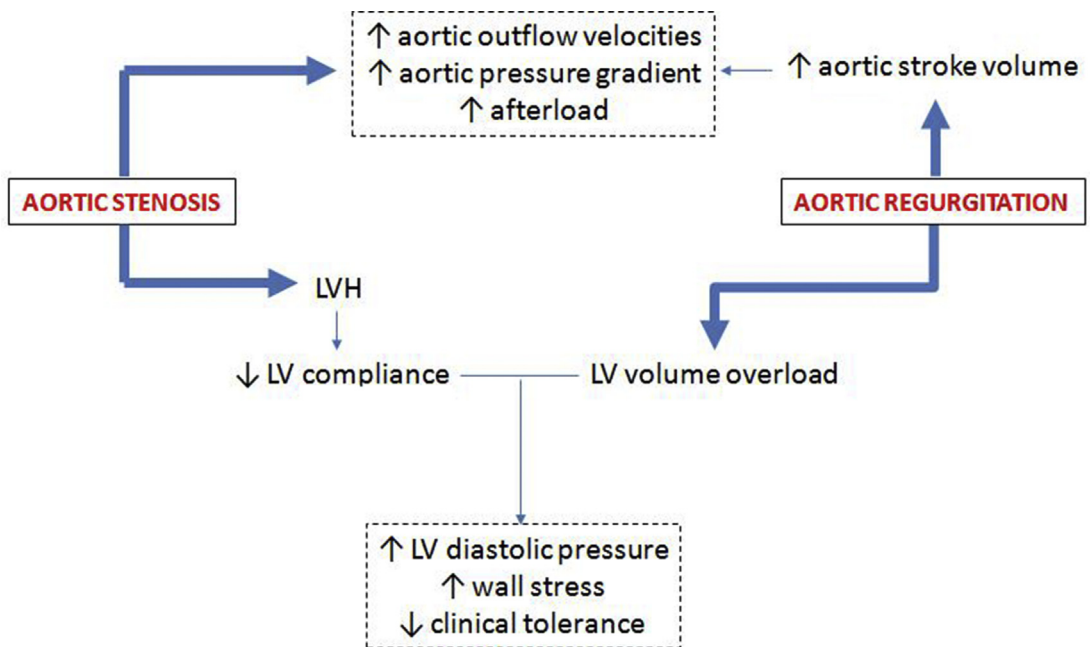 ↑ aortic outflow velocities
↑ aortic pressure gradient
↑ afterload
↑ aortic stroke volume
AORTIC STENOSIS
AORTIC REGURGITATION
LVH
↓ LV compliance
LV volume overload
↑ LV diastolic pressure
↑ wall stress
↓ clinical tolerance